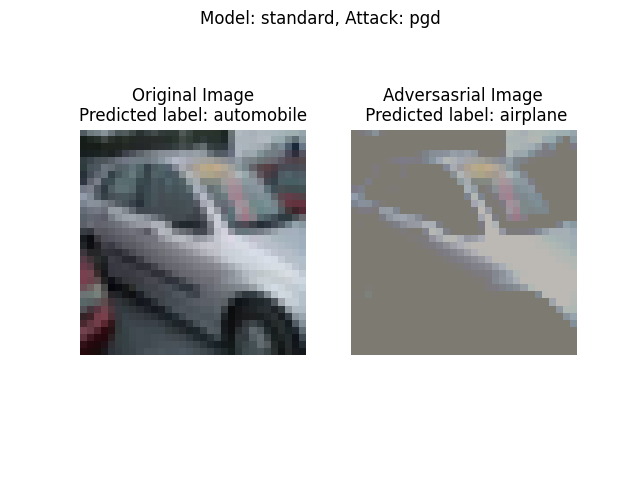 Model: standard, Attack: pgd
Original Image
Predicted label: automobile
Adversasrial Image
Predicted label: airplane